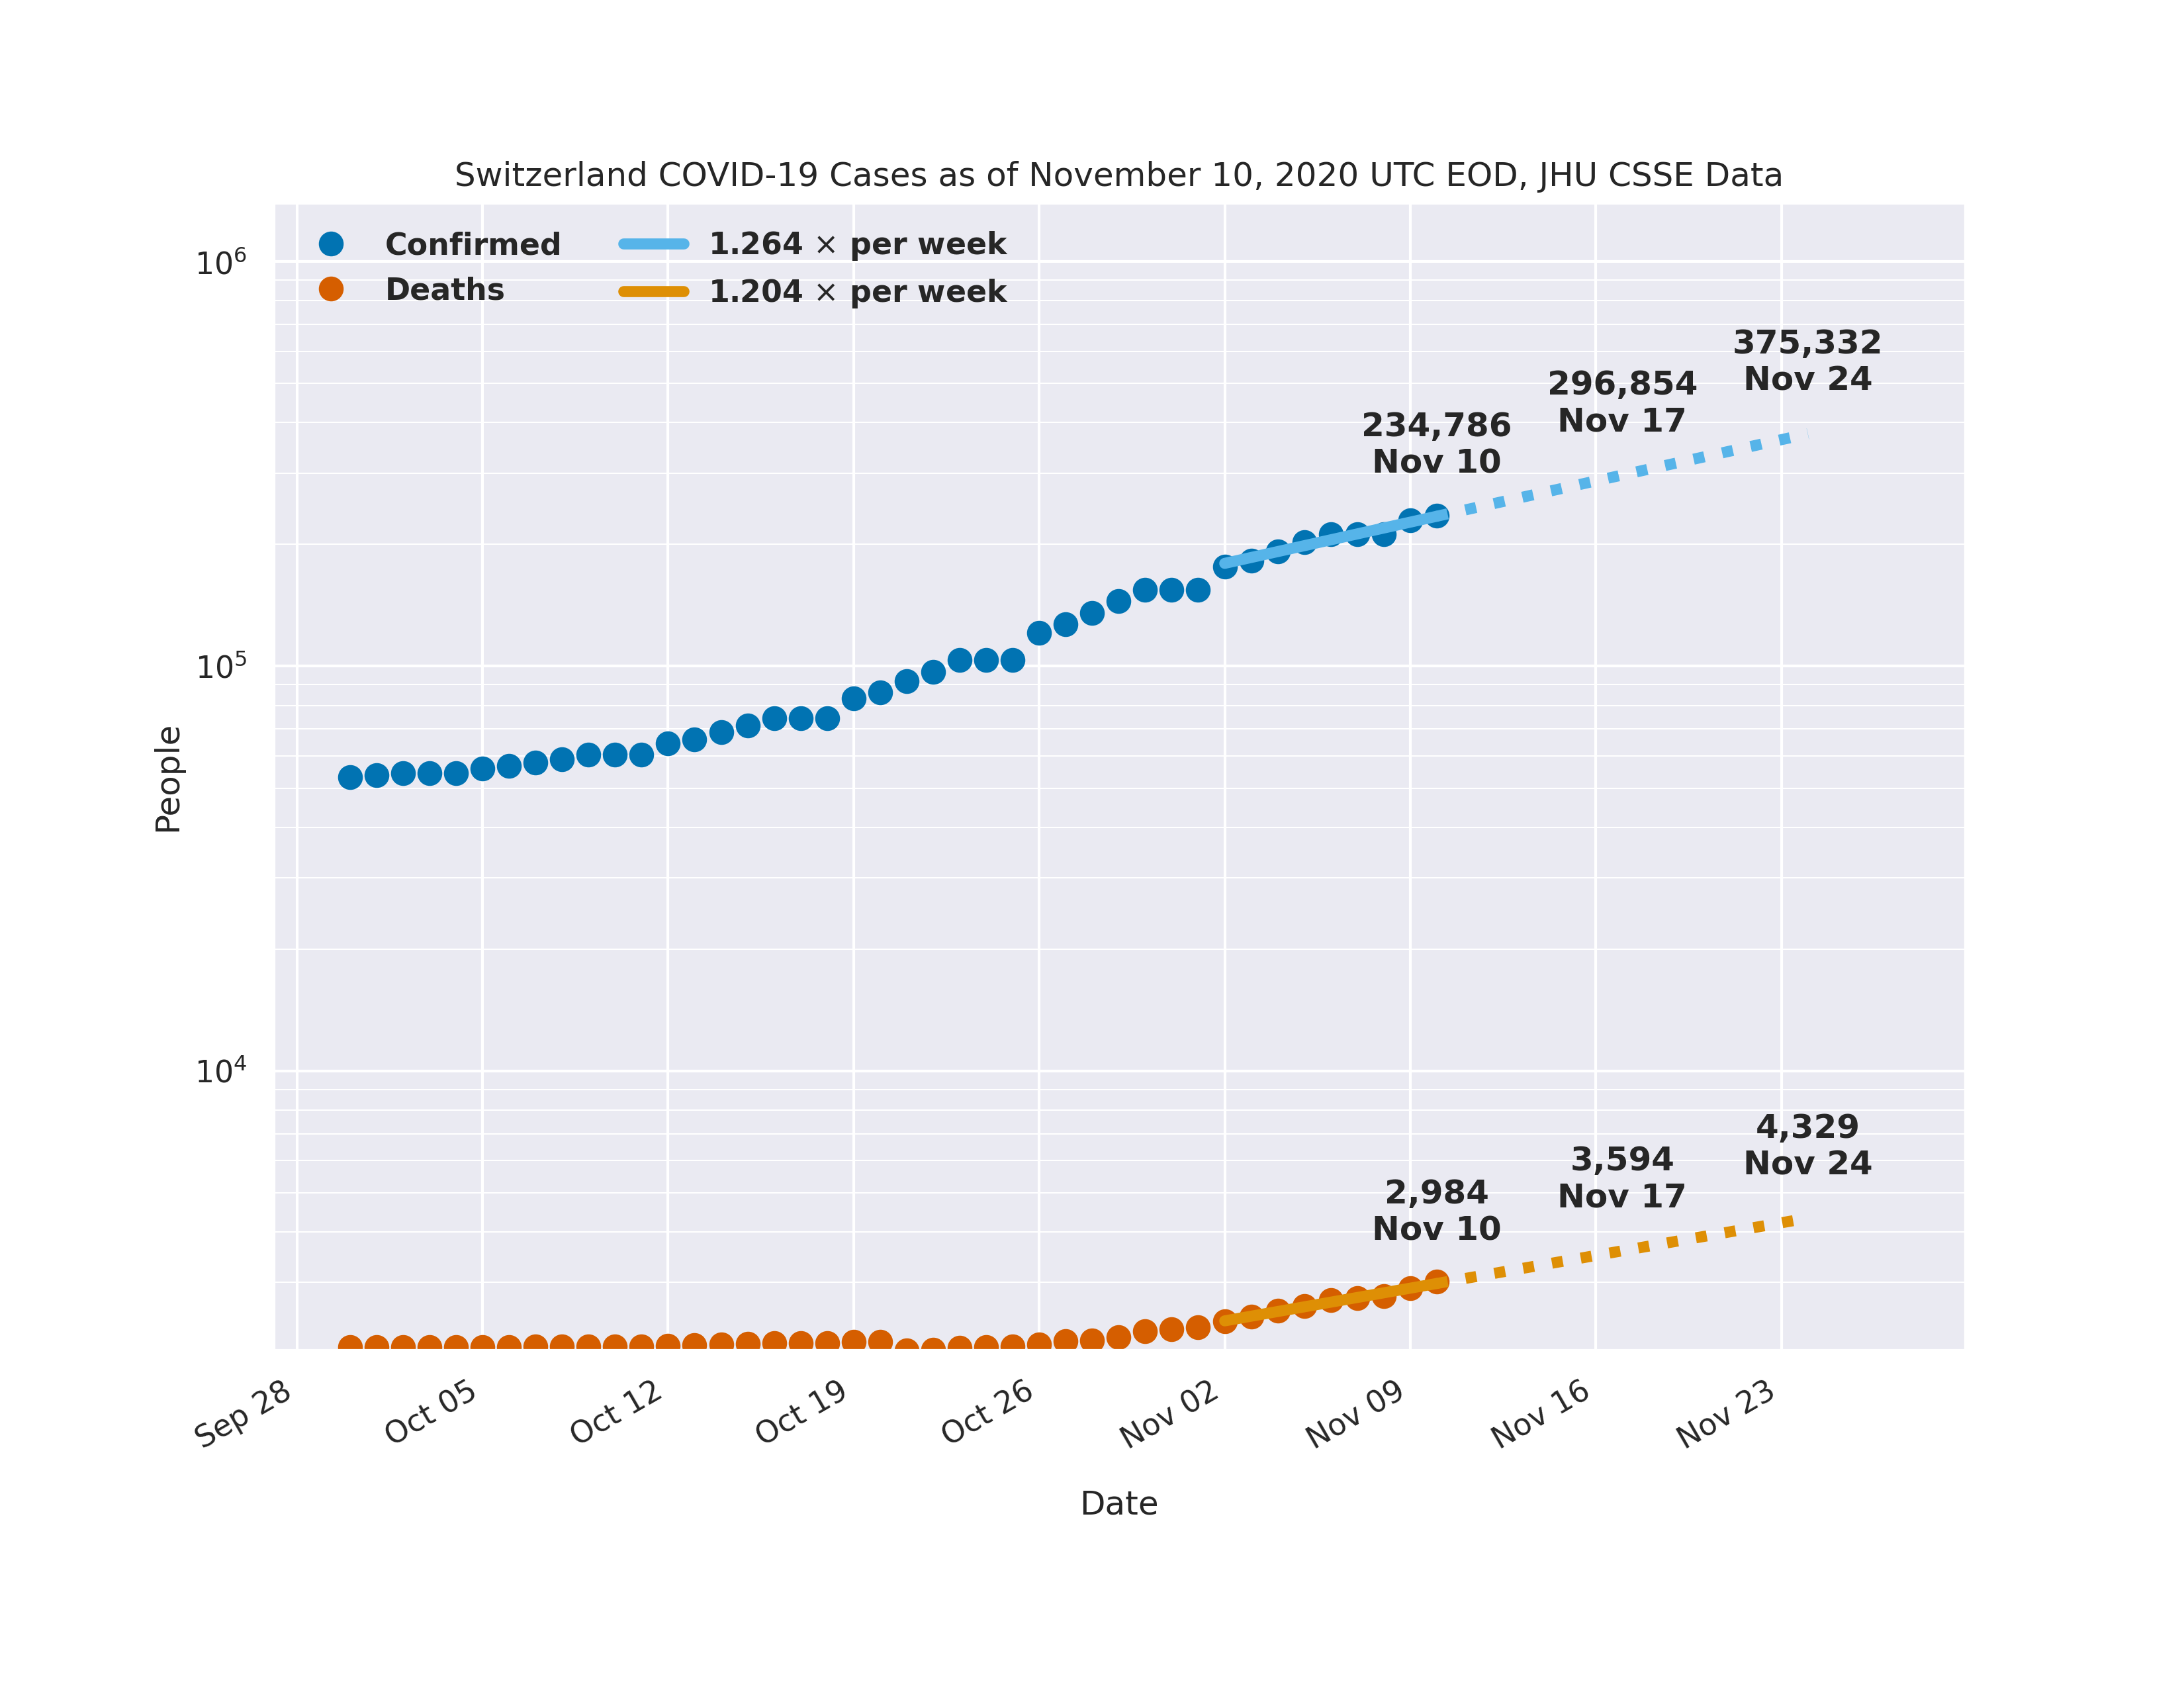 Switzerland COVID-19 Cases as of November 10, 2020 UTC EOD, JHU CSSE Data
Confirmed
Deaths
1.264 × per week
1.204 × per week
10⁶
10⁵
10⁴
People
375,332
Nov 24
296,854
Nov 17
234,786
Nov 10
4,329
Nov 24
3,594
Nov 17
2,984
Nov 10
Sep 28
Oct 05
Oct 12
Oct 19
Oct 26
Nov 02
Nov 09
Nov 16
Nov 23
Date